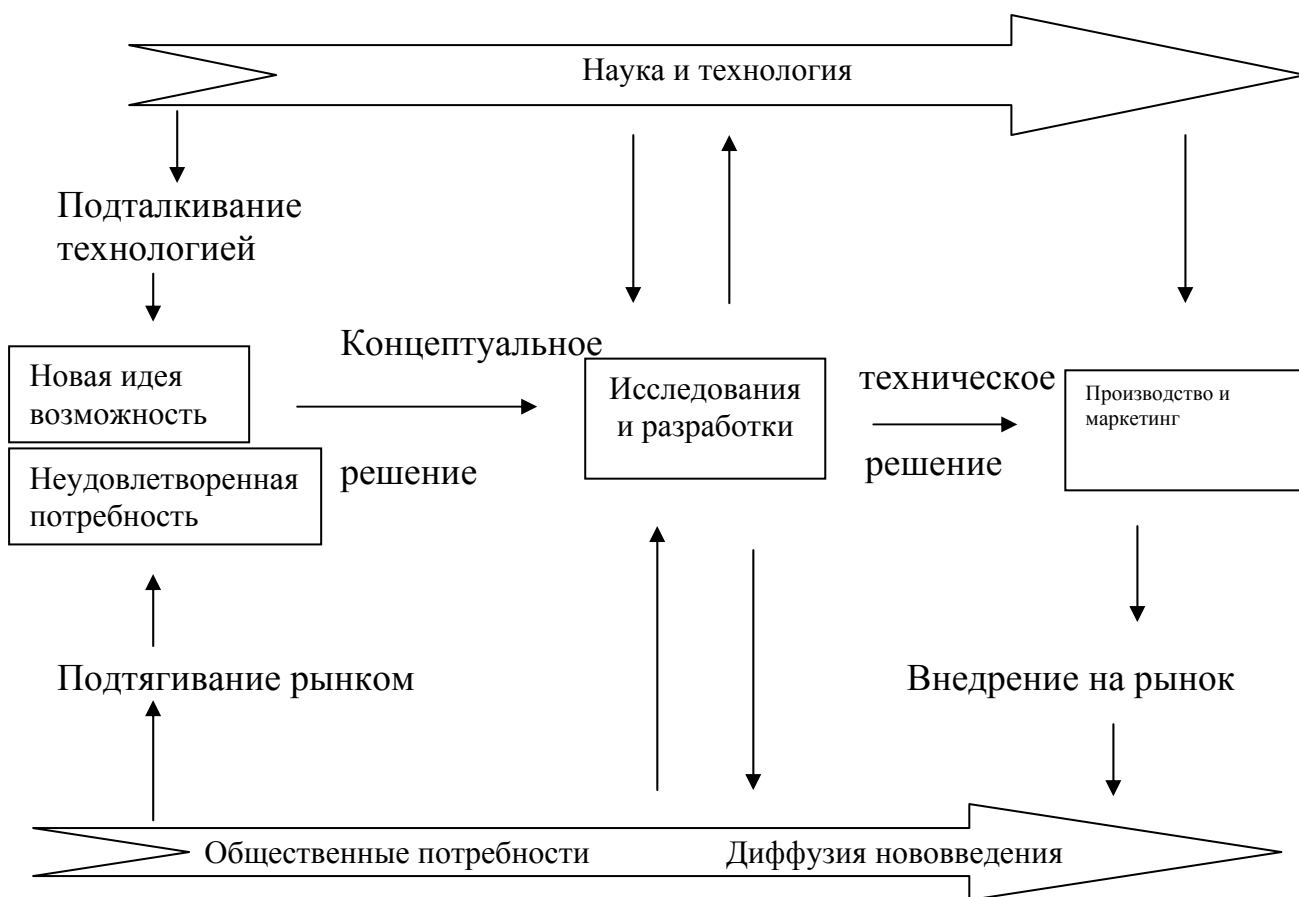 Наука и технология
Подталкивание
технологией
Новая идея
возможность
Неудовлетворенная
потребность
Концептуальное
решение
Исследования
и разработки
техническое
решение
Производство и
маркетинг
Подтягивание рынком
Внедрение на рынок
Общественные потребности
Диффузия нововведения